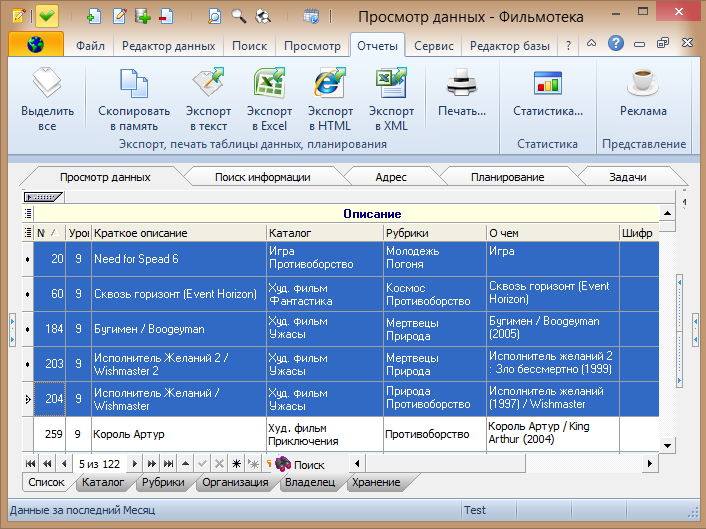 Просмотр данных - Фильмотека
Файл Редактор данных Поиск Просмотр Отчеты Сервис Редактор базы ?
Выделить все
Скопировать в память
Экспорт в текст
Экспорт в Excel
Экспорт в HTML
Экспорт в XML
Печать...
Статистика...
Реклама
Экспорт, печать таблицы данных, планирования Статистика Представление
Просмотр данных Поиск информации Адрес Планирование Задачи
Описание
№ Уро Краткое описание Каталог Рубрики О чем Шифр
20 9 Need for Spead 6 Игра Противоборство Молодежь Погоня Игра
60 9 Сквозь горизонт (Event Horizon) Худ. фильм Фантастика Космос Противоборство Сквозь горизонт (Event Horizon)
184 9 Бугимен / Boogeyman Худ. фильм Ужасы Мертвецы Природа Бугимен / Boogeyman (2005)
203 9 Исполнитель Желаний 2 / Wishmaster 2 Худ. фильм Ужасы Мертвецы Природа Исполнитель желаний 2 : Зло бессмертно (1999)
204 9 Исполнитель Желаний / Wishmaster Худ. фильм Ужасы Природа Противоборство Исполнитель желаний (1997) / Wishmaster
259 9 Король Артур Худ. фильм Приключения Противоборство Король Артур / King Arthur (2004)
5 из 122 Поиск
Список Каталог Рубрики Организация Владелец Хранение
Данные за последний Месяц Test